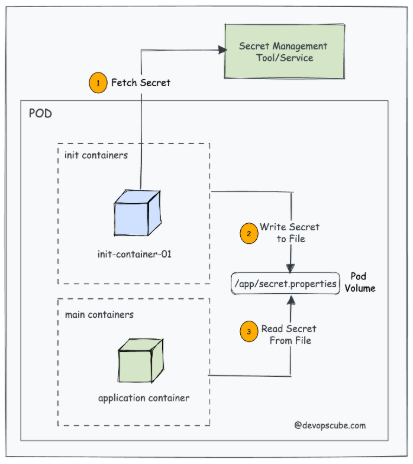 Secret Management
Tool/Service
1 Fetch Secret
POD
init containers
init-container-01
2 Write Secret
to File
/app/secret.properties
Pod
Volume
main containers
3 Read Secret
From File
application container
@devopscube.com